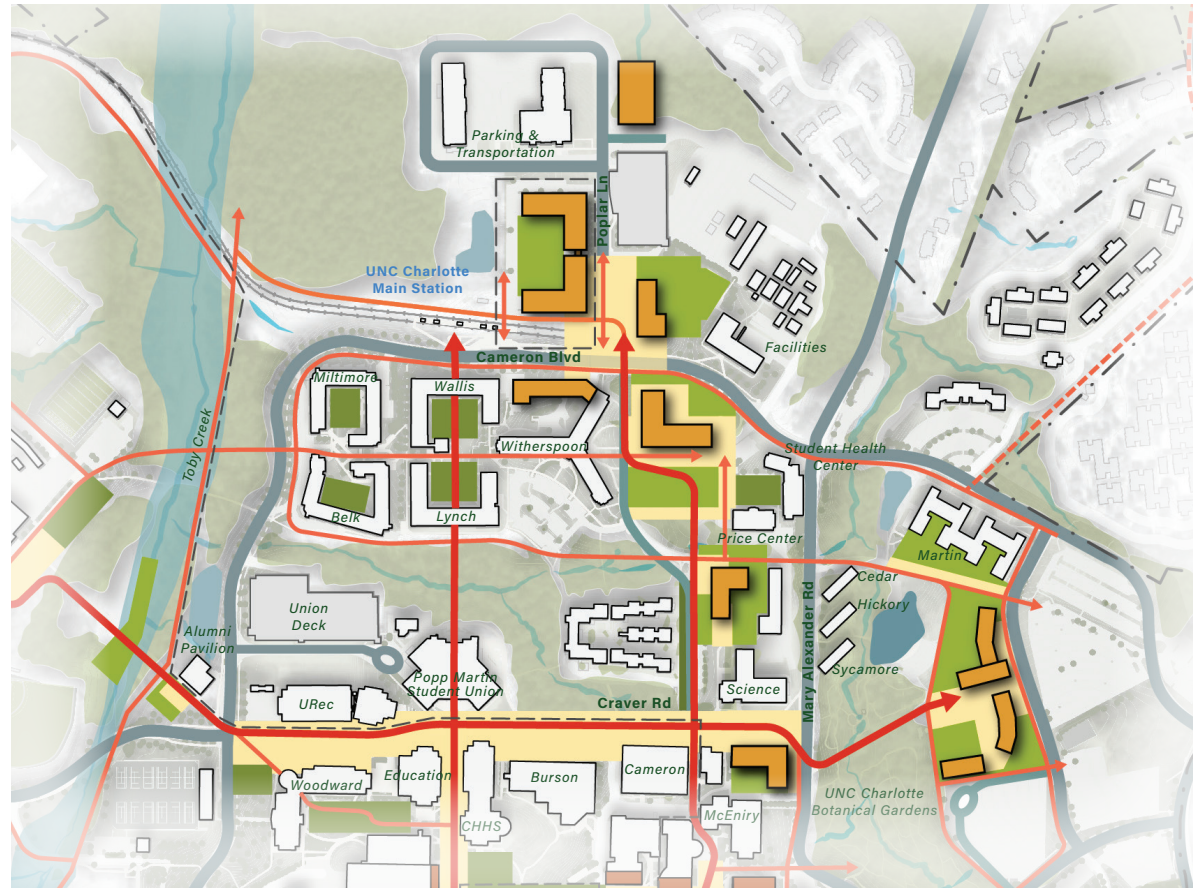 Parking &
Transportation
Poplar Ln
UNC Charlotte
Main Station
Cameron Blvd
Facilities
Miltimore
Wallis
Toby Creek
Witherspoon
Student Health
Center
Belk
Lynch
Price Center
Martin
Cedar
Union
Deck
Hickory
Alumni
Pavilion
Popp Martin
Student Union
Sycamore
Science
URec
Craver Rd
Mary Alexander Rd
Woodward
Education
Burson
Cameron
UNC Charlotte
Botanical Gardens
CHHS
McEniry